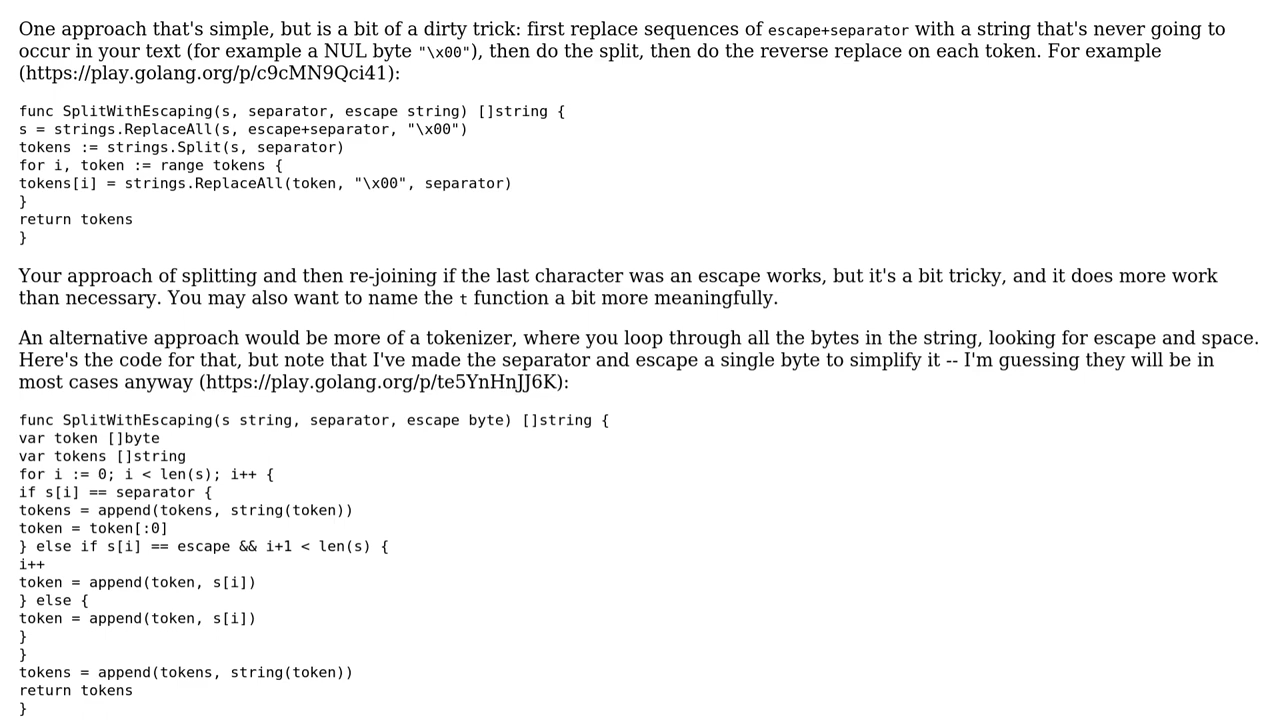 One approach that's simple, but is a bit of a dirty trick: first replace sequences of escape+separator with a string that's never going to
occur in your text (for example a NUL byte "\x00"), then do the split, then do the reverse replace on each token. For example
(https://play.golang.org/p/c9cMN9Qci41):
func SplitWithEscaping(s, separator, escape string) []string {
s = strings.ReplaceAll(s, escape+separator, "\x00")
tokens := strings.Split(s, separator)
for i, token := range tokens {
tokens[i] = strings.ReplaceAll(token, "\x00", separator)
}
return tokens
}
Your approach of splitting and then re-joining if the last character was an escape works, but it's a bit tricky, and it does more work
than necessary. You may also want to name the t function a bit more meaningfully.
An alternative approach would be more of a tokenizer, where you loop through all the bytes in the string, looking for escape and space.
Here's the code for that, but note that I've made the separator and escape a single byte to simplify it -- I'm guessing they will be in
most cases anyway (https://play.golang.org/p/te5YnHnJJ6K):
func SplitWithEscaping(s string, separator, escape byte) []string {
var token []byte
var tokens []string
for i := 0; i < len(s); i++ {
if s[i] == separator {
tokens = append(tokens, string(token))
token = token[:0]
} else if s[i] == escape && i+1 < len(s) {
i++
token = append(token, s[i])
} else {
token = append(token, s[i])
}
}
tokens = append(tokens, string(token))
return tokens
}